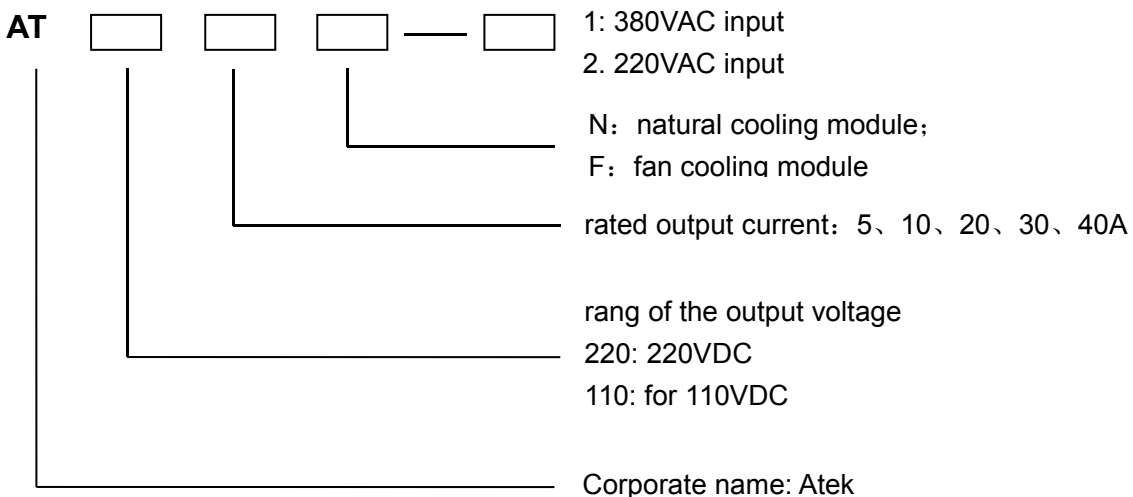 AT
1: 380VAC input
2. 220VAC input
N：natural cooling module；
F：fan cooling module
rated output current：5、10、20、30、40A
rang of the output voltage
220: 220VDC
110: for 110VDC
Corporate name: Atek